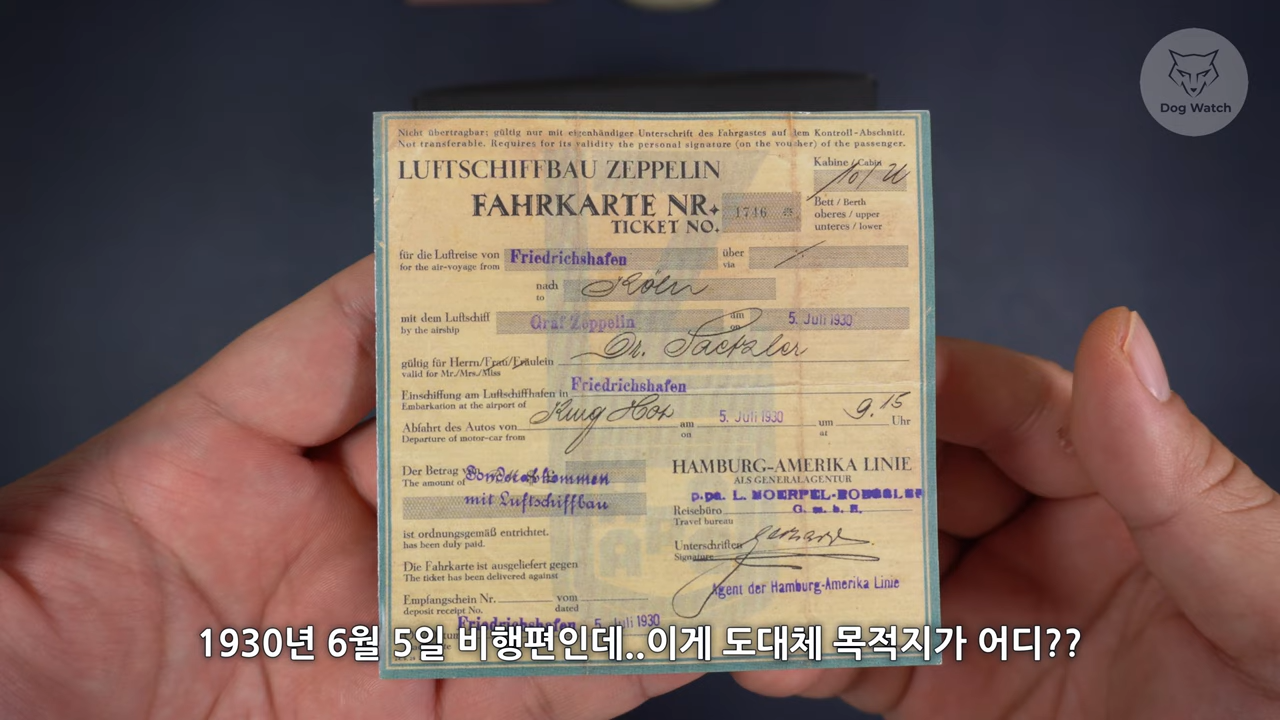 Dog Watch
Nicht übertragbar; gültig nur mit eigenhändiger Unterschrift des Fahrgastes auf dem Kontroll-Abschnitt.
Not transferable. Requires for its validity the personal signature (on the voucher) of the passenger.
LUFTSCHIFFBAU ZEPPELIN
Kabine / Cabin
FAHRKARTE NR.
1746
TICKET NO.
Bett / Berth
oberes / upper
unteres / lower
für die Luftreise von Friedrichshafen über
for the air-voyage from via
nach Köln
to
mit dem Luftschiff Graf Zeppelin am 5. Juli 1930
by the airship on
gültig für Herrn/Frau/Fräulein Dr.
valid for Mr./Mrs./Miss
Einschiffung am Luftschiffhafen in Friedrichshafen
Embarkation at the airport of
Abfahrt des Autos von am 5. Juli 1930 um 9.15 Uhr
Departure of motor-car from on at
Der Betrag
The amount of
mit Luftschiffbau
ist ordnungsgemäß entrichtet.
has been duly paid.
Die Fahrkarte ist ausgeliefert gegen
The ticket has been delivered against
Empfangschein Nr. vom
deposit receipt No. dated
Friedrichshafen 5. Juli 1930
HAMBURG-AMERIKA LINIE
ALS GENERALAGENTUR
p.pa. L.
Reisebüro G. m. b. H.
Travel bureau
Unterschriften
Signature
Agent der Hamburg-Amerika Linie
1930년 6월 5일 비행편인데..이게 도대체 목적지가 어디??